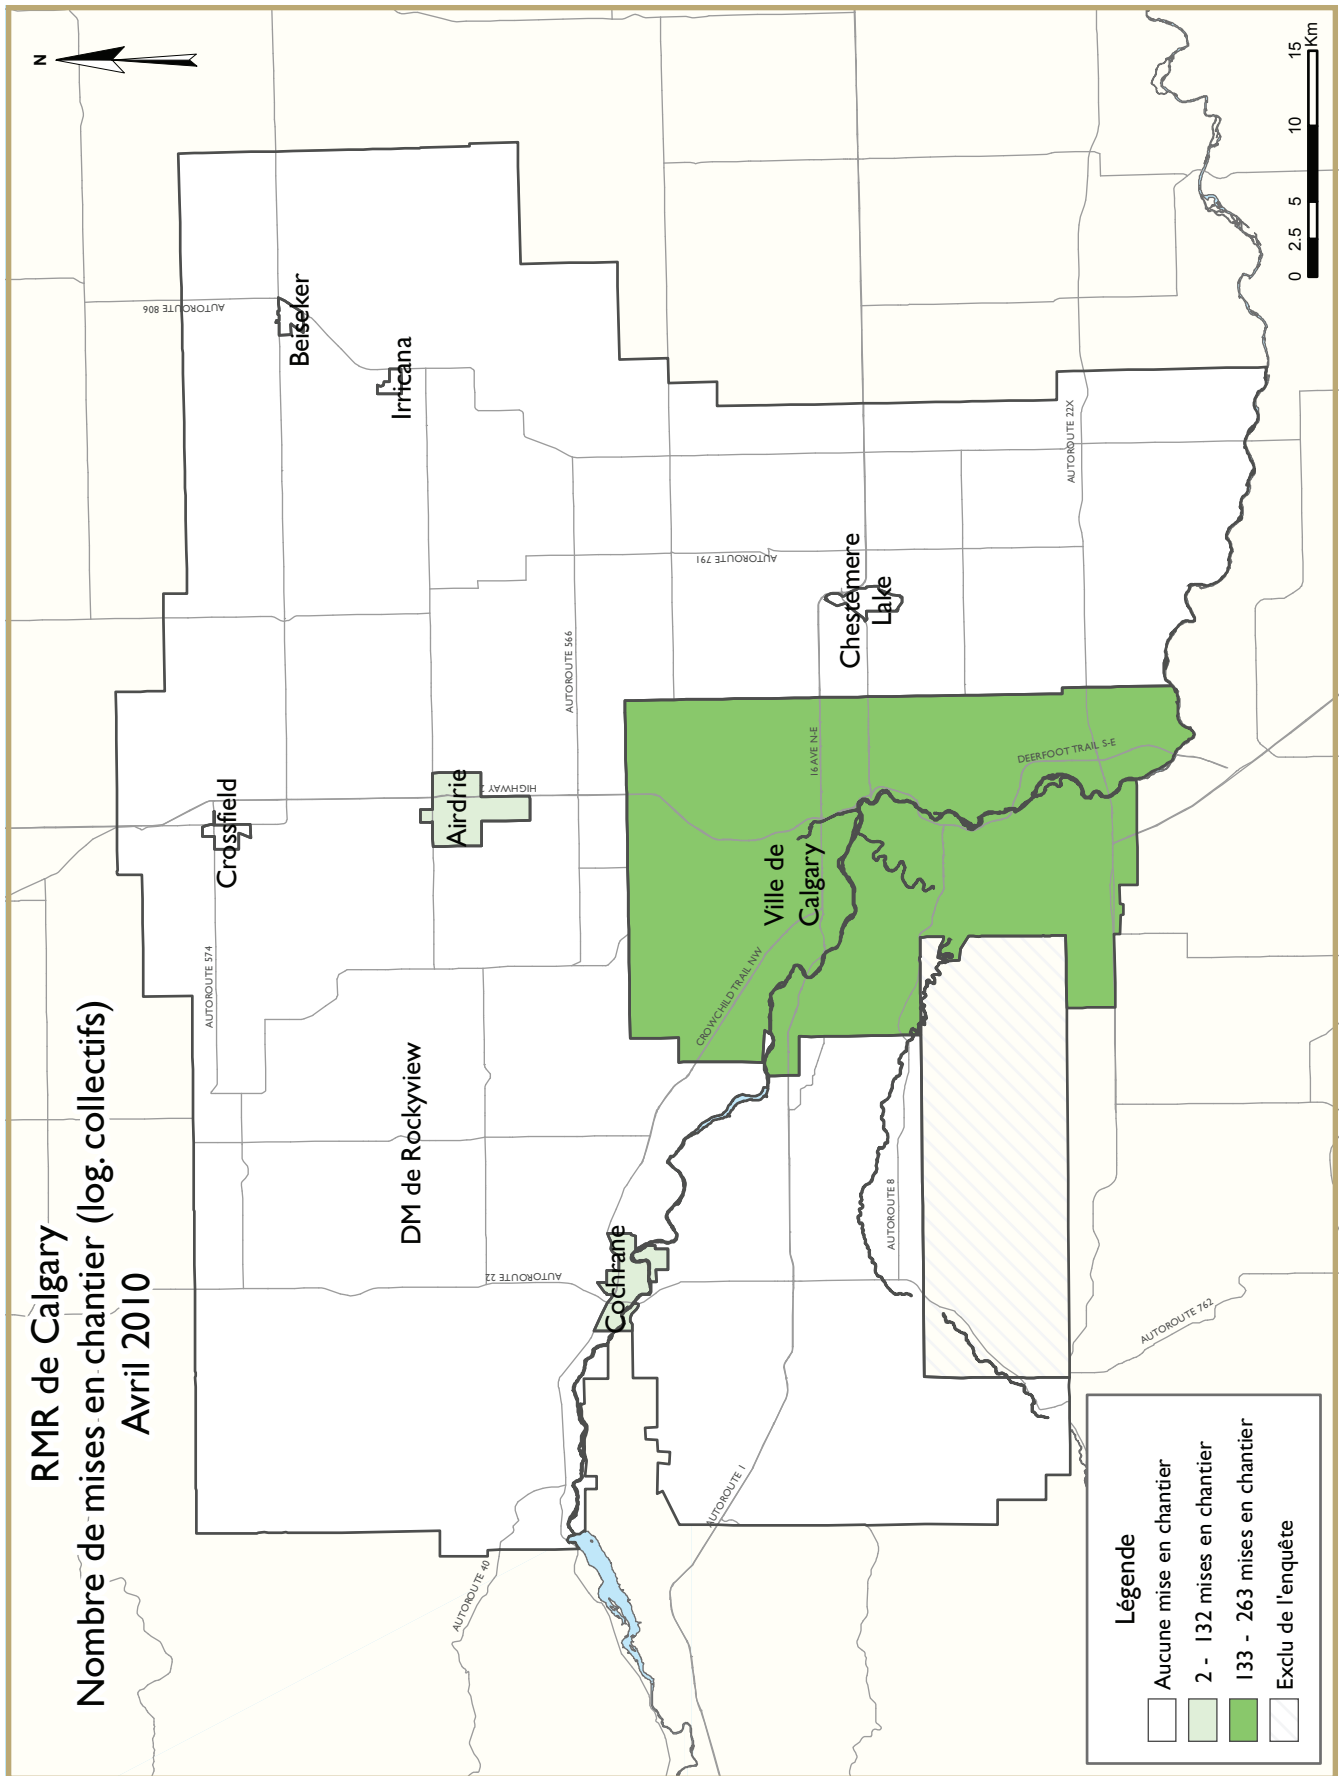 RMR de Calgary
Nombre de mises en chantier (log. collectifs)
Avril 2010
N
AUTOROUTE 806
Beiseker
Irricana
Crossfield
AUTOROUTE 574
Airdrie
HIGHWAY 2
AUTOROUTE 566
AUTOROUTE 791
AUTOROUTE 22X
Chestermere
Lake
DM de Rockyview
AUTOROUTE 22
Cochrane
CROWCHILD TRAIL NW
Ville de
Calgary
16 AVE N-E
DEERFOOT TRAIL S-E
AUTOROUTE 8
AUTOROUTE 40
AUTOROUTE 1
AUTOROUTE 762
Légende
Aucune mise en chantier
2 - 132 mises en chantier
133 - 263 mises en chantier
Exclu de l'enquête
0 2.5 5 10 15
Km